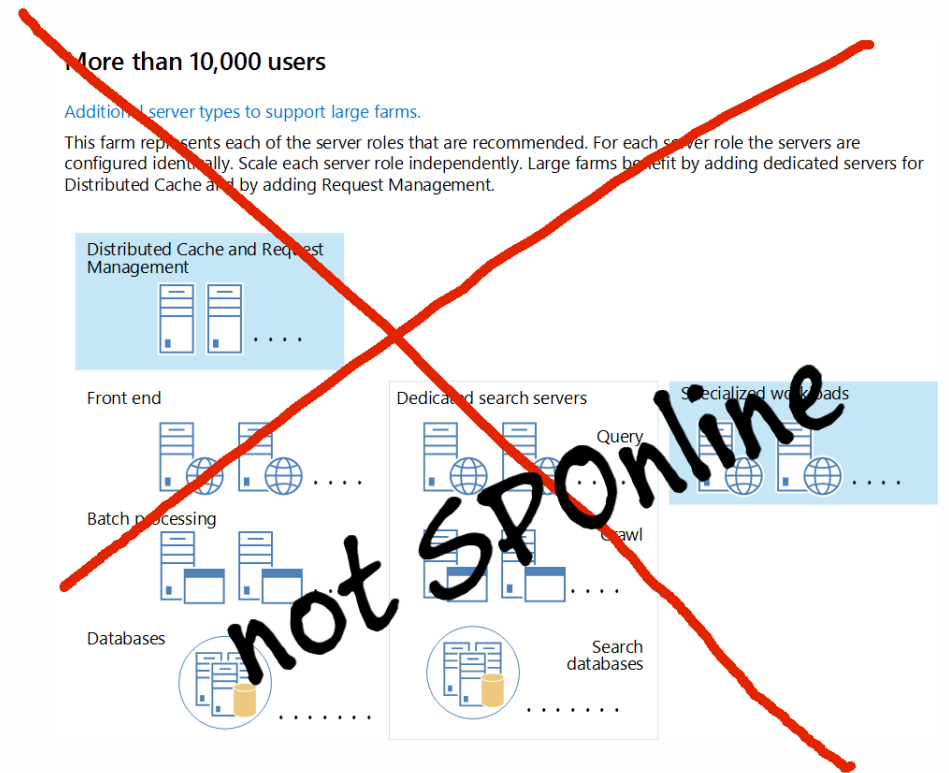 More than 10,000 users
Additional server types to support large farms.
This farm represents each of the server roles that are recommended. For each server role the servers are
configured identically. Scale each server role independently. Large farms benefit by adding dedicated servers for
Distributed Cache and by adding Request Management.
Distributed Cache and Request
Management
. . . .
Front end
. . . .
Dedicated search servers
Query
. . . .
Specialized workloads
. . . .
Batch processing
. . . .
Crawl
. . . .
Databases
. . . . . . .
Search
databases
. . . . . . .
not SPOnline